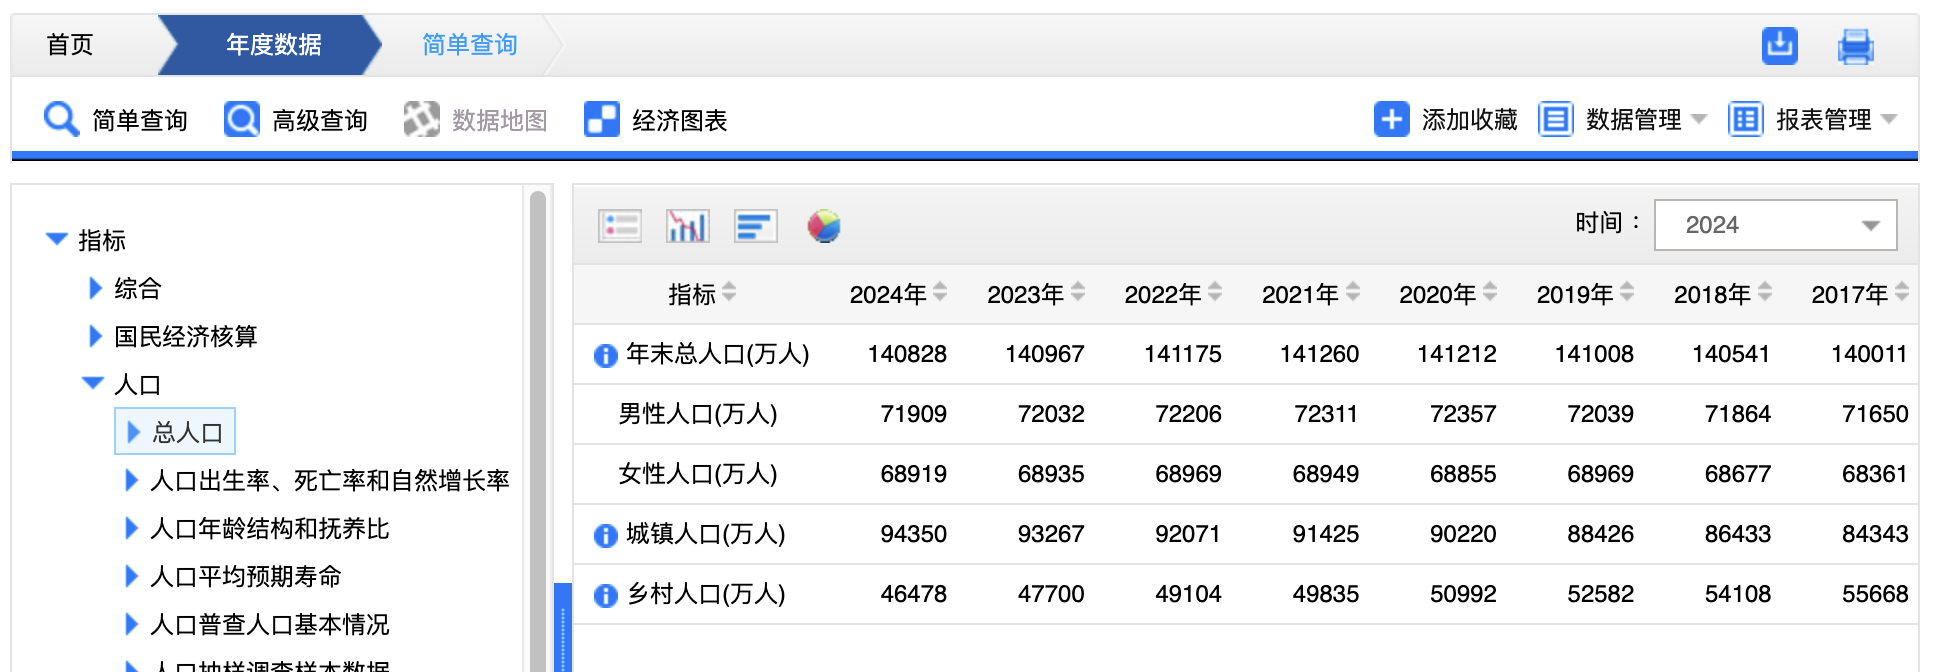 首页 年度数据 简单查询
简单查询 高级查询 数据地图 经济图表 添加收藏 数据管理 报表管理
指标
综合
国民经济核算
人口
总人口
人口出生率、死亡率和自然增长率
人口年龄结构和抚养比
人口平均预期寿命
人口普查人口基本情况
人口抽样调查样本数据
时间： 2024
指标 2024年 2023年 2022年 2021年 2020年 2019年 2018年 2017年
年末总人口(万人) 140828 140967 141175 141260 141212 141008 140541 140011
男性人口(万人) 71909 72032 72206 72311 72357 72039 71864 71650
女性人口(万人) 68919 68935 68969 68949 68855 68969 68677 68361
城镇人口(万人) 94350 93267 92071 91425 90220 88426 86433 84343
乡村人口(万人) 46478 47700 49104 49835 50992 52582 54108 55668